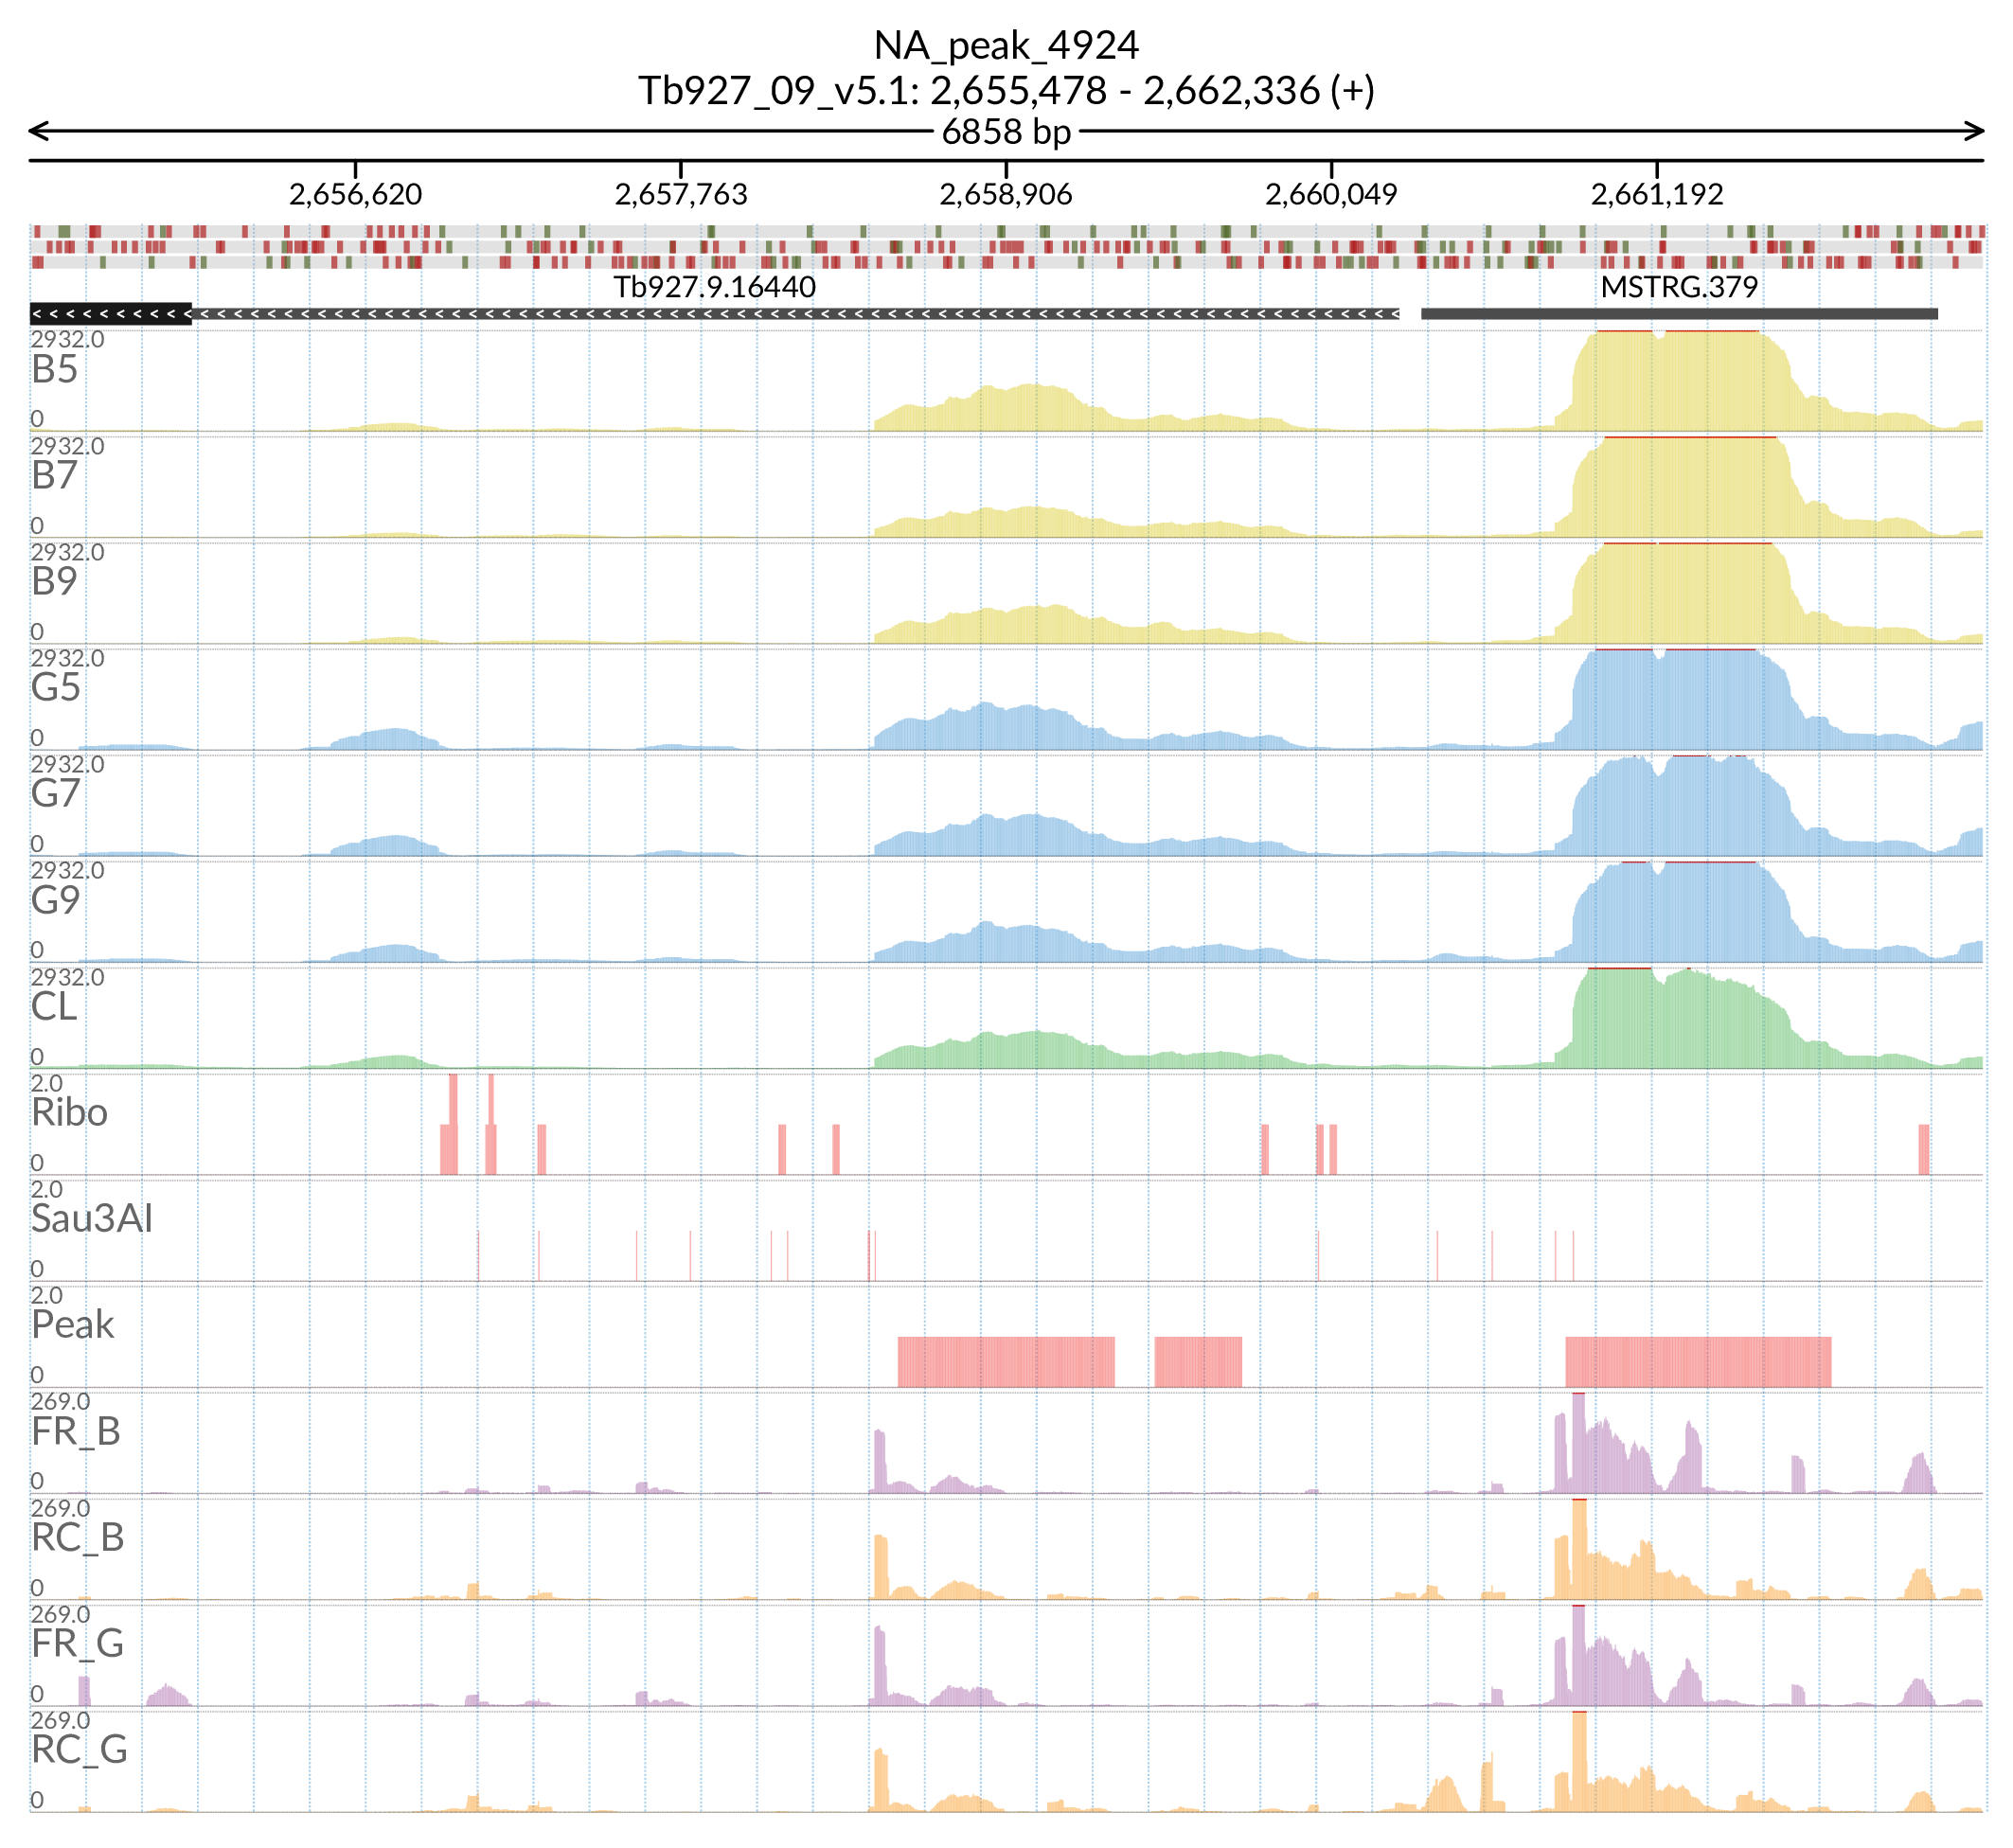 NA_peak_4924
Tb927_09_v5.1: 2,655,478 - 2,662,336 (+)
6858 bp
2,656,620 2,657,763 2,658,906 2,660,049 2,661,192
Tb927.9.16440 MSTRG.379
2932.0
B5
0
2932.0
B7
0
2932.0
B9
0
2932.0
G5
0
2932.0
G7
0
2932.0
G9
0
2932.0
CL
0
2.0
Ribo
0
2.0
Sau3AI
0
2.0
Peak
0
269.0
FR_B
0
269.0
RC_B
0
269.0
FR_G
0
269.0
RC_G
0